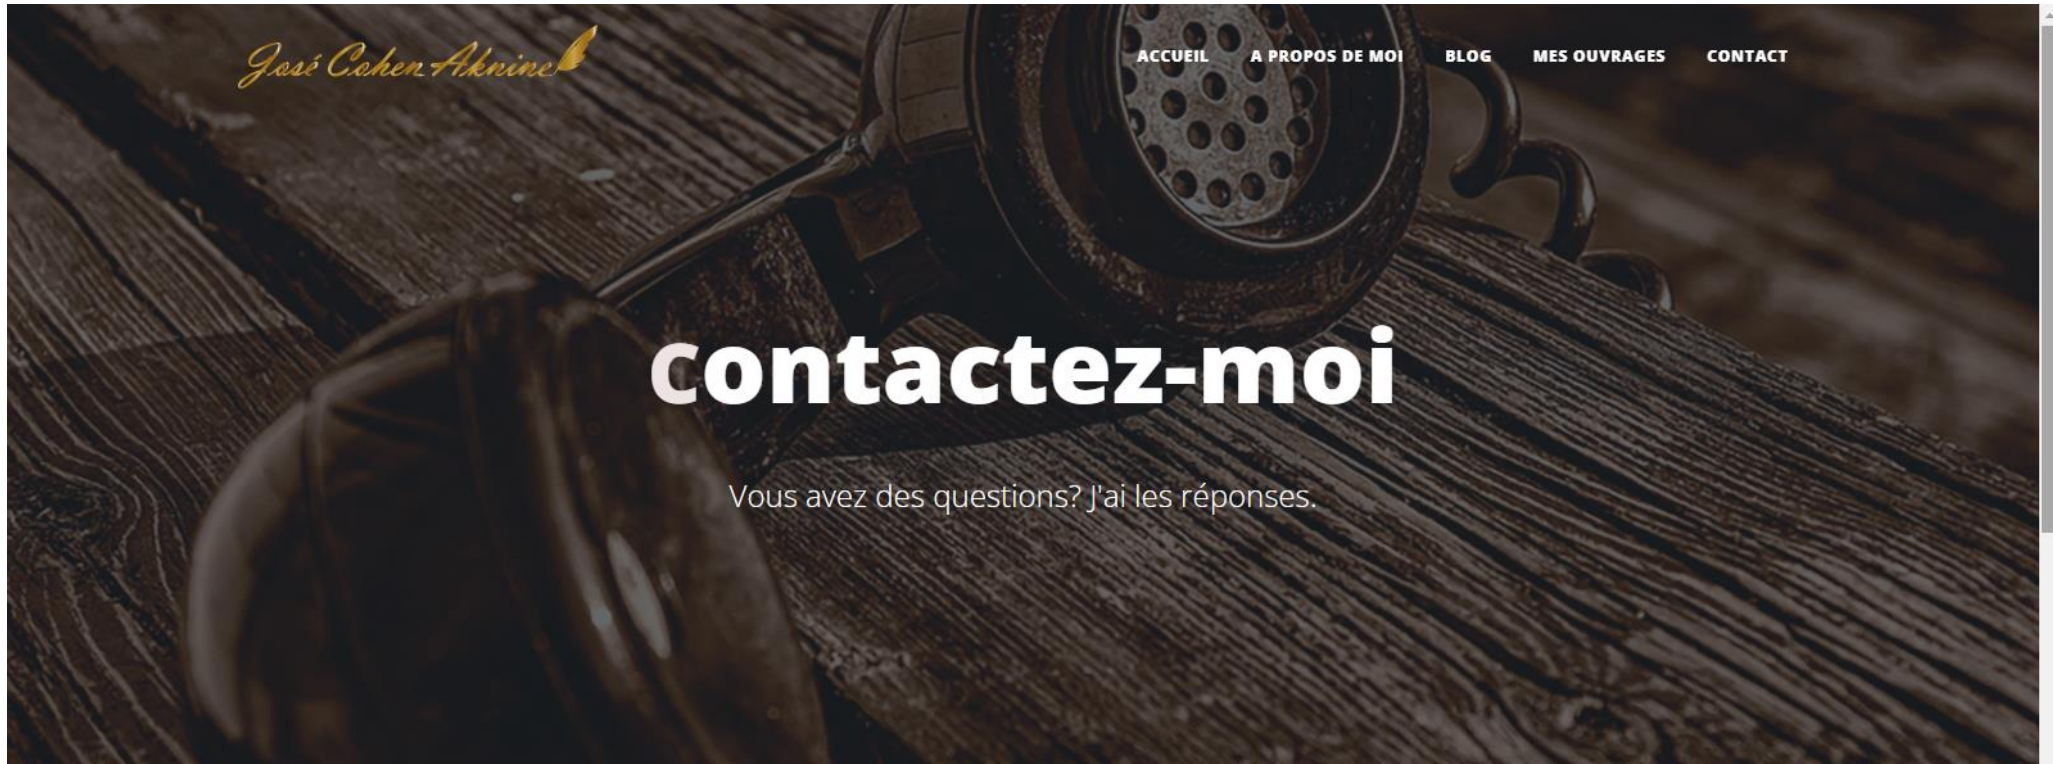 José Cohen Aknine
ACCUEIL A PROPOS DE MOI BLOG MES OUVRAGES CONTACT
contactez-moi
Vous avez des questions? J'ai les réponses.